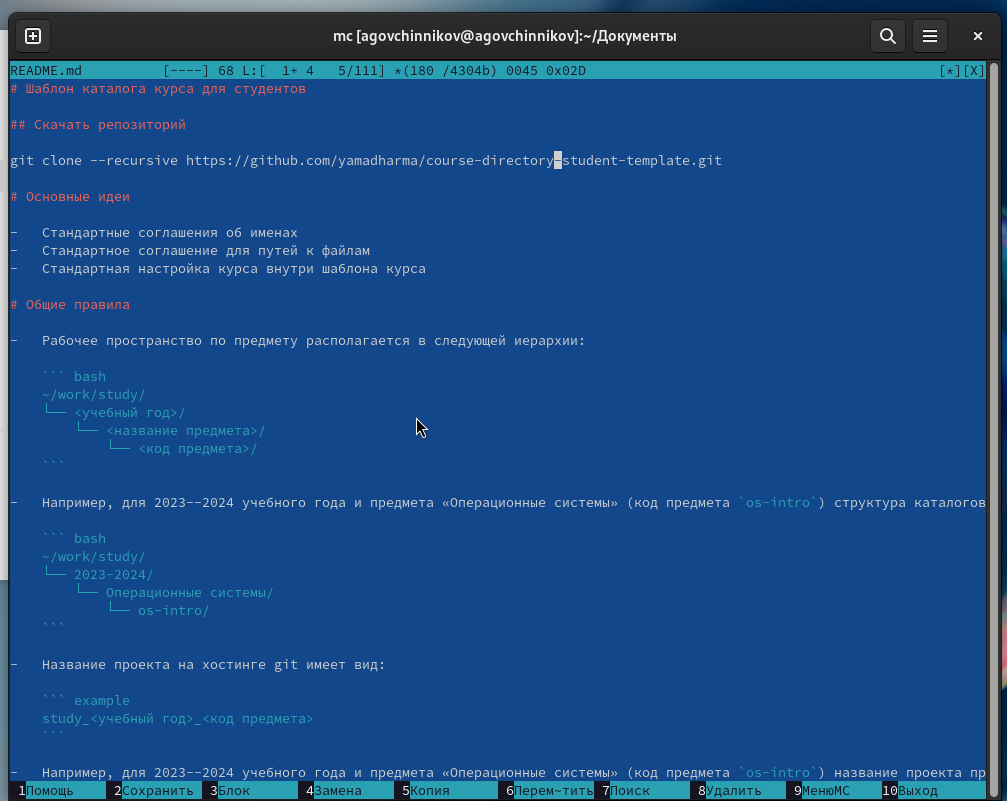 mc [agovchinnikov@agovchinnikov]:~/Документы
README.md [----] 68 L:[ 1+ 4 5/111] *(180 /4304b) 0045 0x02D [*][X]
# Шаблон каталога курса для студентов
## Скачать репозиторий
git clone --recursive https://github.com/yamadharma/course-directory-student-template.git
# Основные идеи
- Стандартные соглашения об именах
- Стандартное соглашение для путей к файлам
- Стандартная настройка курса внутри шаблона курса
# Общие правила
- Рабочее пространство по предмету располагается в следующей иерархии:
``` bash
~/work/study/
└── <учебный год>/
└── <название предмета>/
└── <код предмета>/
```
- Например, для 2023--2024 учебного года и предмета «Операционные системы» (код предмета `os-intro`) структура каталогов
``` bash
~/work/study/
└── 2023-2024/
└── Операционные системы/
└── os-intro/
```
- Название проекта на хостинге git имеет вид:
``` example
study_<учебный год>_<код предмета>
```
- Например, для 2023--2024 учебного года и предмета «Операционные системы» (код предмета `os-intro`) название проекта пр
1Помощь 2Сохранить 3Блок 4Замена 5Копия 6Перем~тить 7Поиск 8Удалить 9МенюMC 10Выход